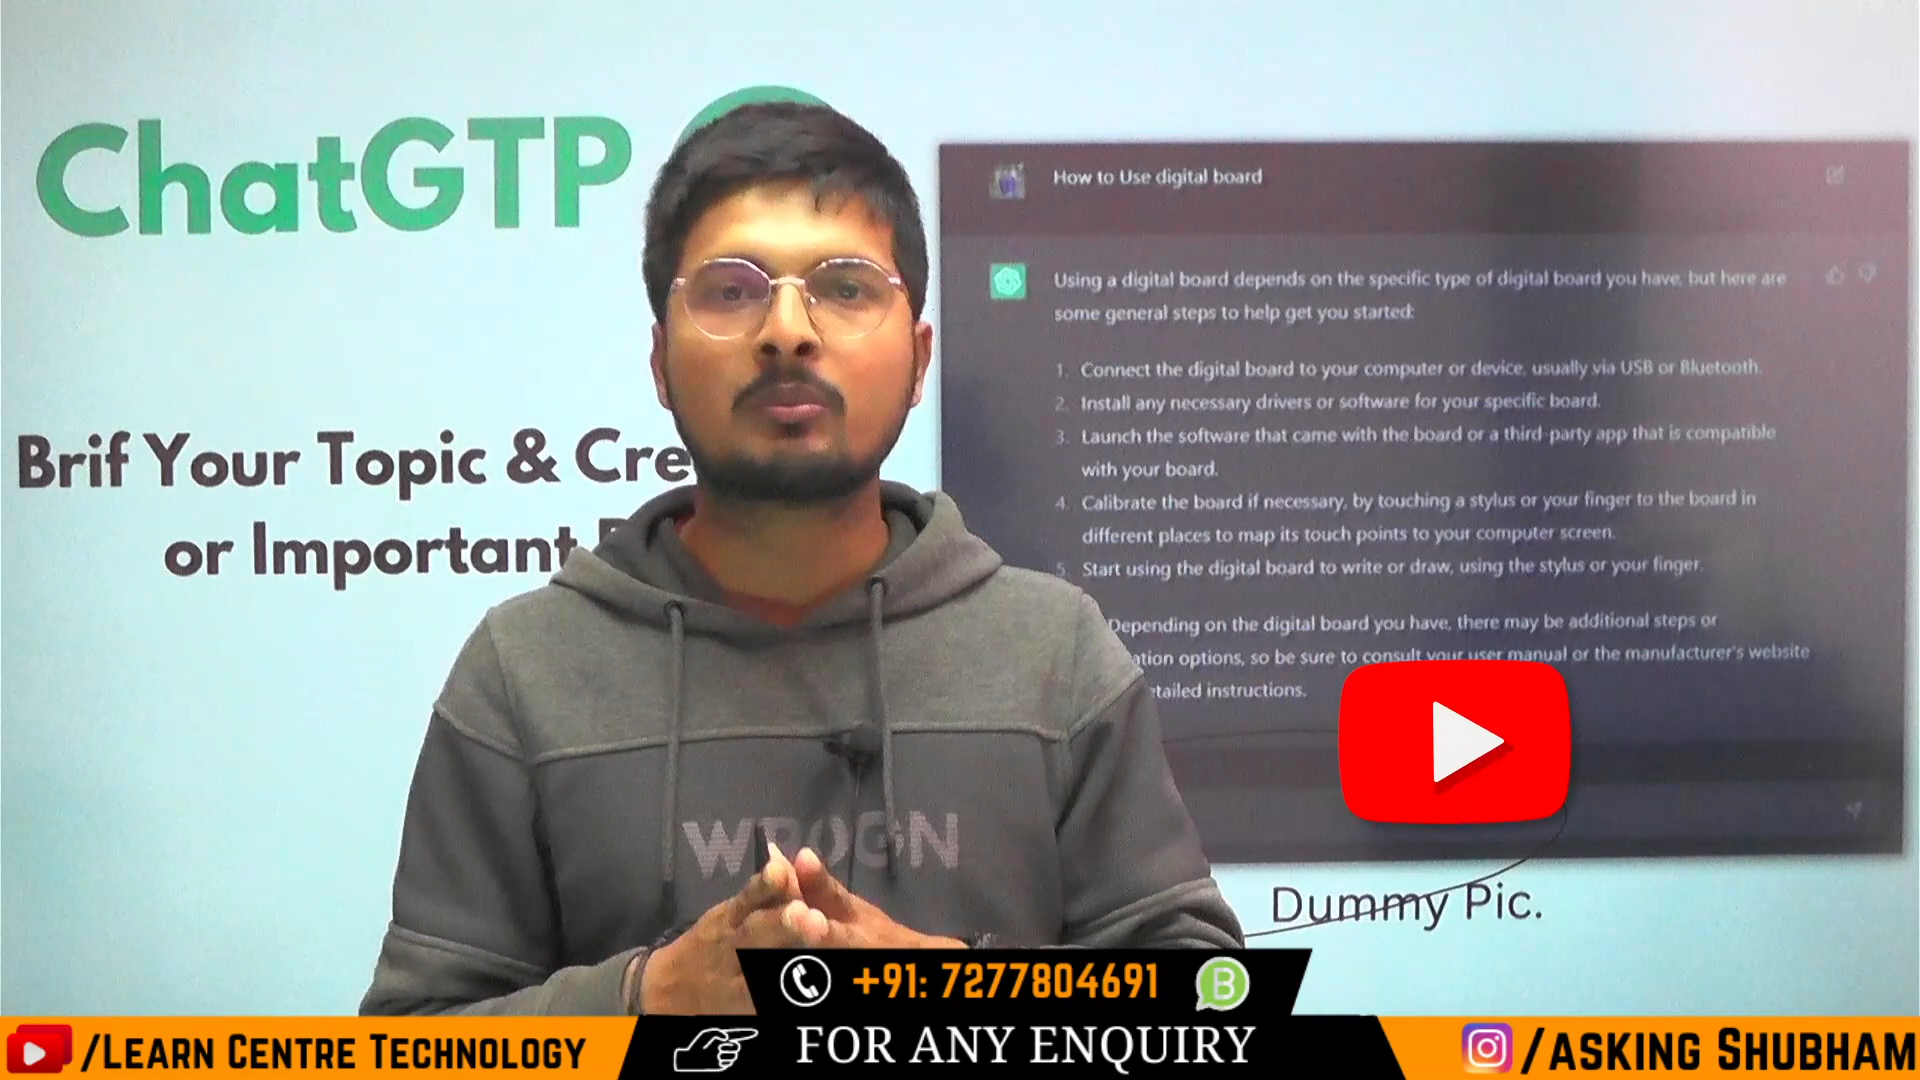 ChatGTP
Brif Your Topic & Cre
or Important
How to Use digital board
Using a digital board depends on the specific type of digital board you have, but here are
some general steps to help get you started:
1. Connect the digital board to your computer or device, usually via USB or Bluetooth.
2. Install any necessary drivers or software for your specific board.
3. Launch the software that came with the board or a third-party app that is compatible
with your board.
4. Calibrate the board if necessary, by touching a stylus or your finger to the board in
different places to map its touch points to your computer screen.
5. Start using the digital board to write or draw, using the stylus or your finger.
Depending on the digital board you have, there may be additional steps or
ation options, so be sure to consult your user manual or the manufacturer's website
tailed instructions.
Dummy Pic.
WROGN
+91: 7277804691
FOR ANY ENQUIRY
/LEARN CENTRE TECHNOLOGY
/ASKING SHUBHAM